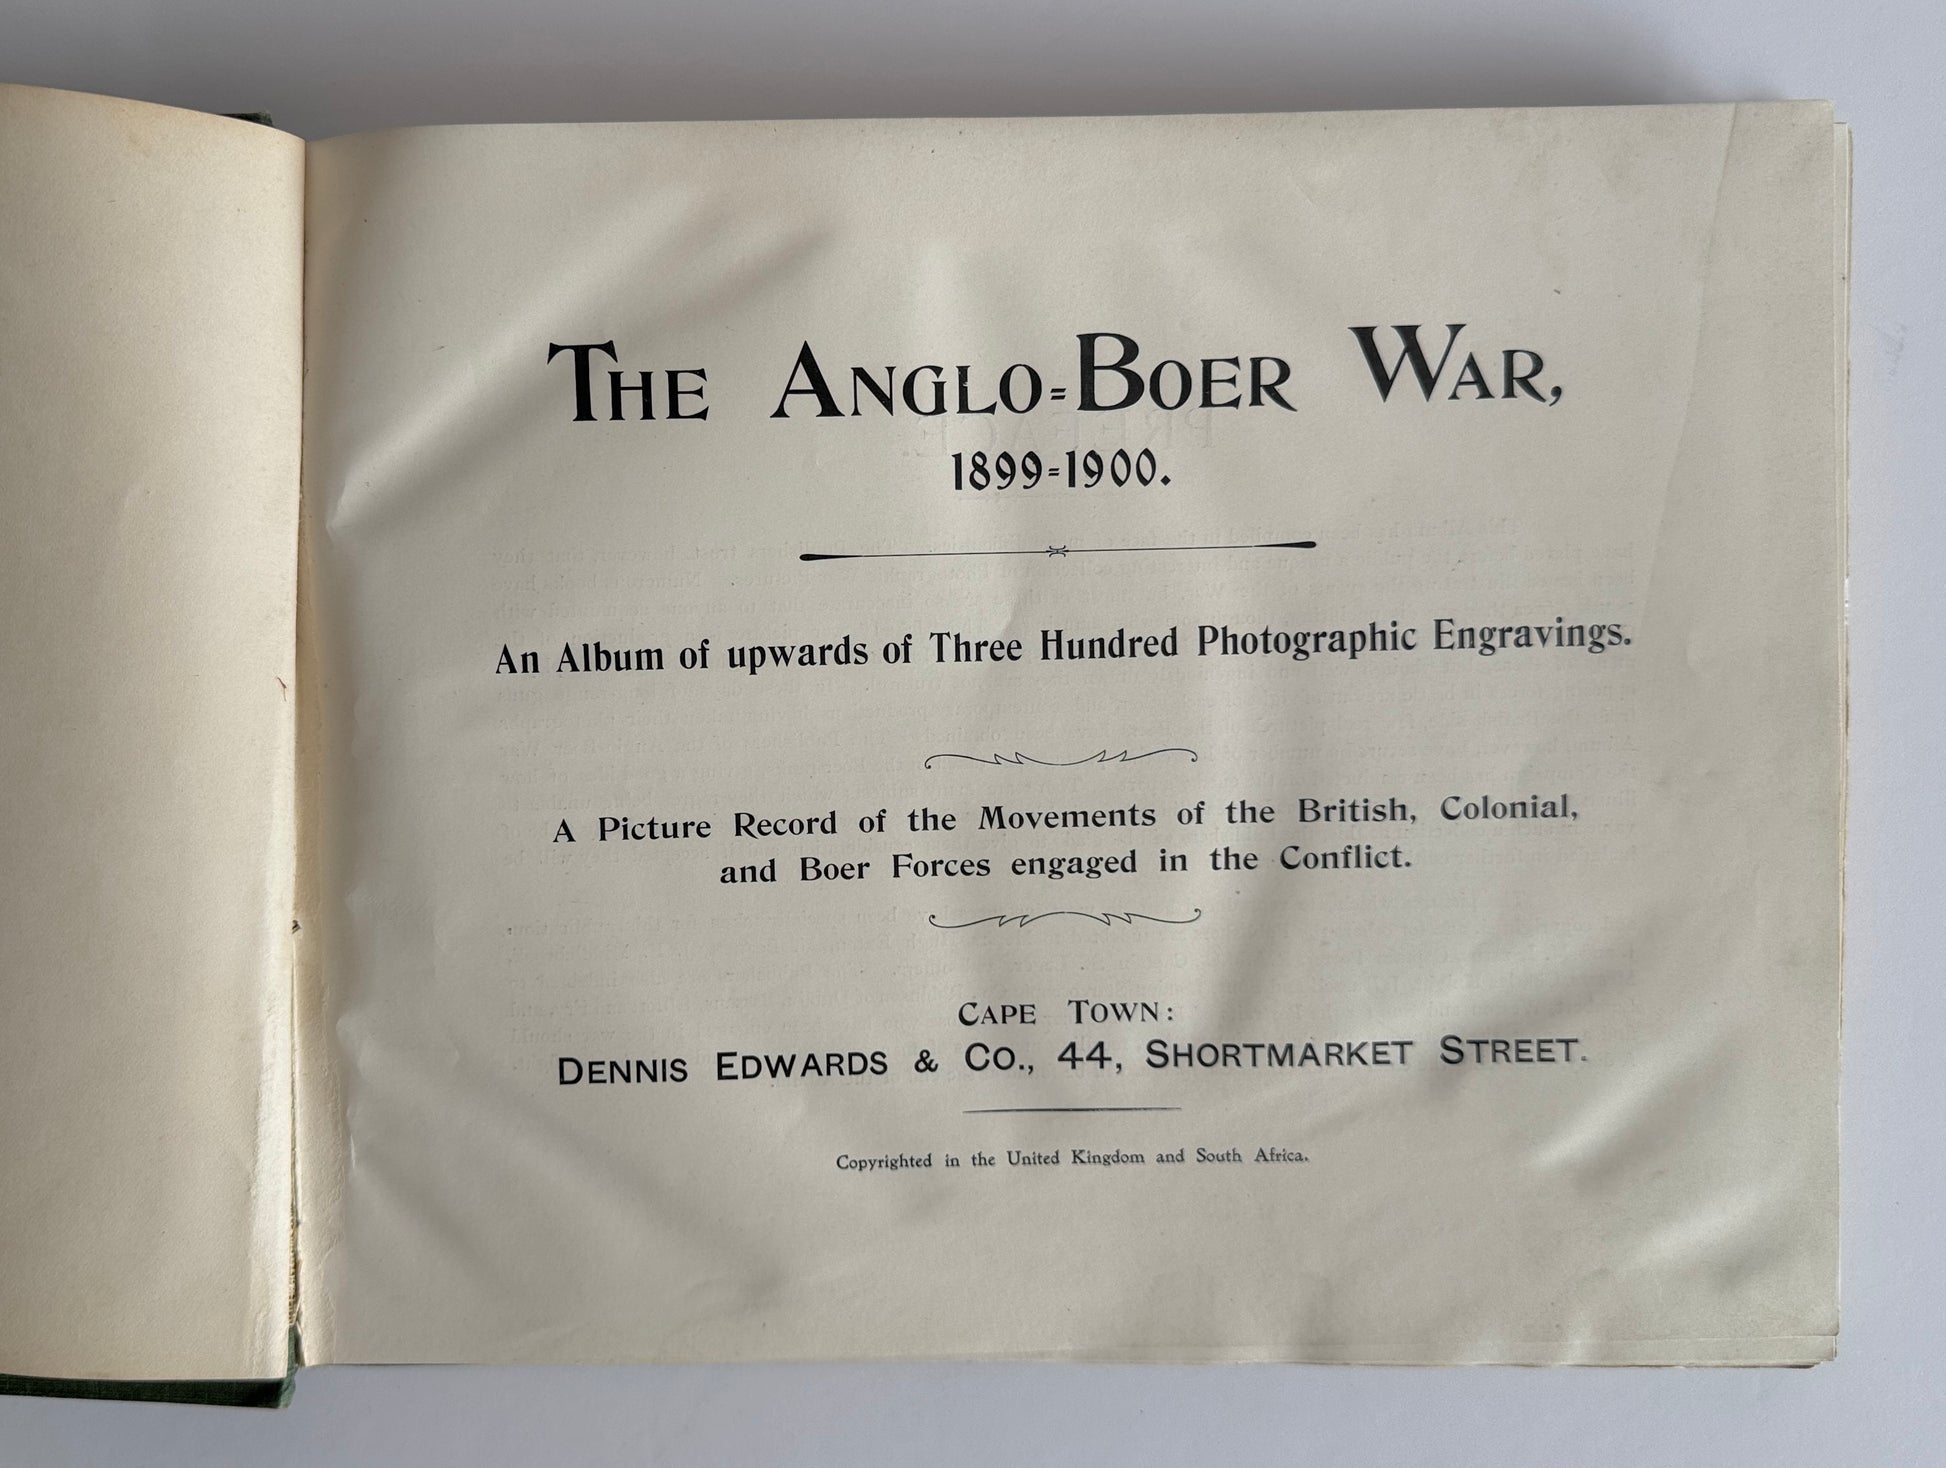 The Anglo=Boer War,
1899=1900.
An Album of upwards of Three Hundred Photographic Engravings.
A Picture Record of the Movements of the British, Colonial,
and Boer Forces engaged in the Conflict.
Cape Town:
Dennis Edwards & Co., 44, Shortmarket Street.
Copyrighted in the United Kingdom and South Africa.